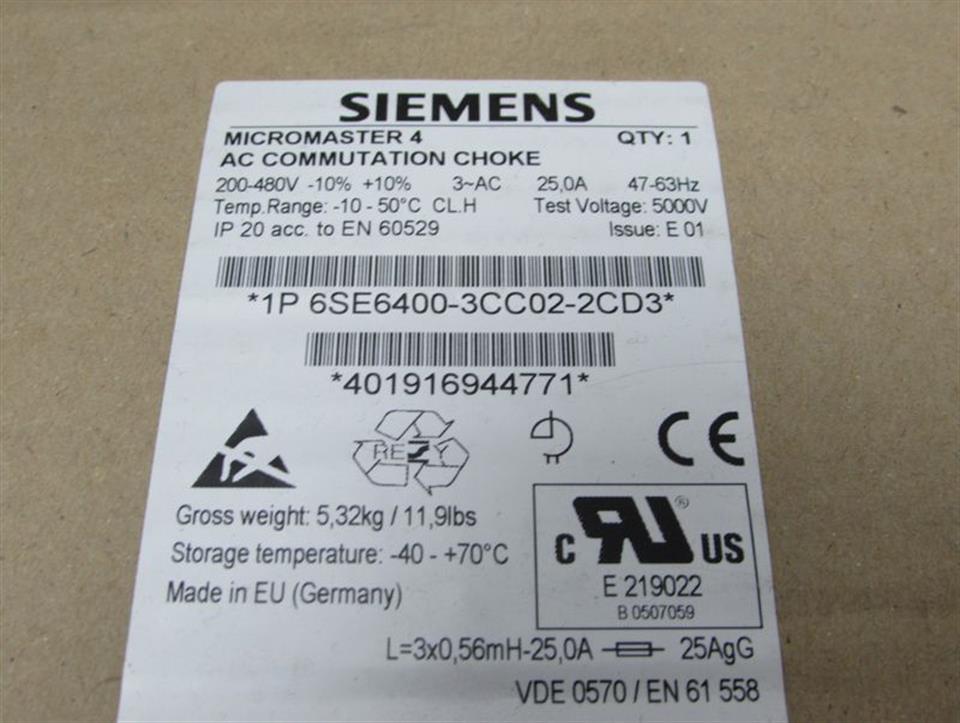 SIEMENS
MICROMASTER 4 QTY: 1
AC COMMUTATION CHOKE
200-480V -10% +10% 3~AC 25,0A 47-63Hz
Temp.Range: -10 - 50°C CL.H Test Voltage: 5000V
IP 20 acc. to EN 60529 Issue: E 01
*1P 6SE6400-3CC02-2CD3*
*401916944771*
RESY
CE
Gross weight: 5,32kg / 11,9lbs
Storage temperature: -40 - +70°C
Made in EU (Germany)
C RU ® US
E 219022
B 0507059
L=3x0,56mH-25,0A 25AgG
VDE 0570 / EN 61 558